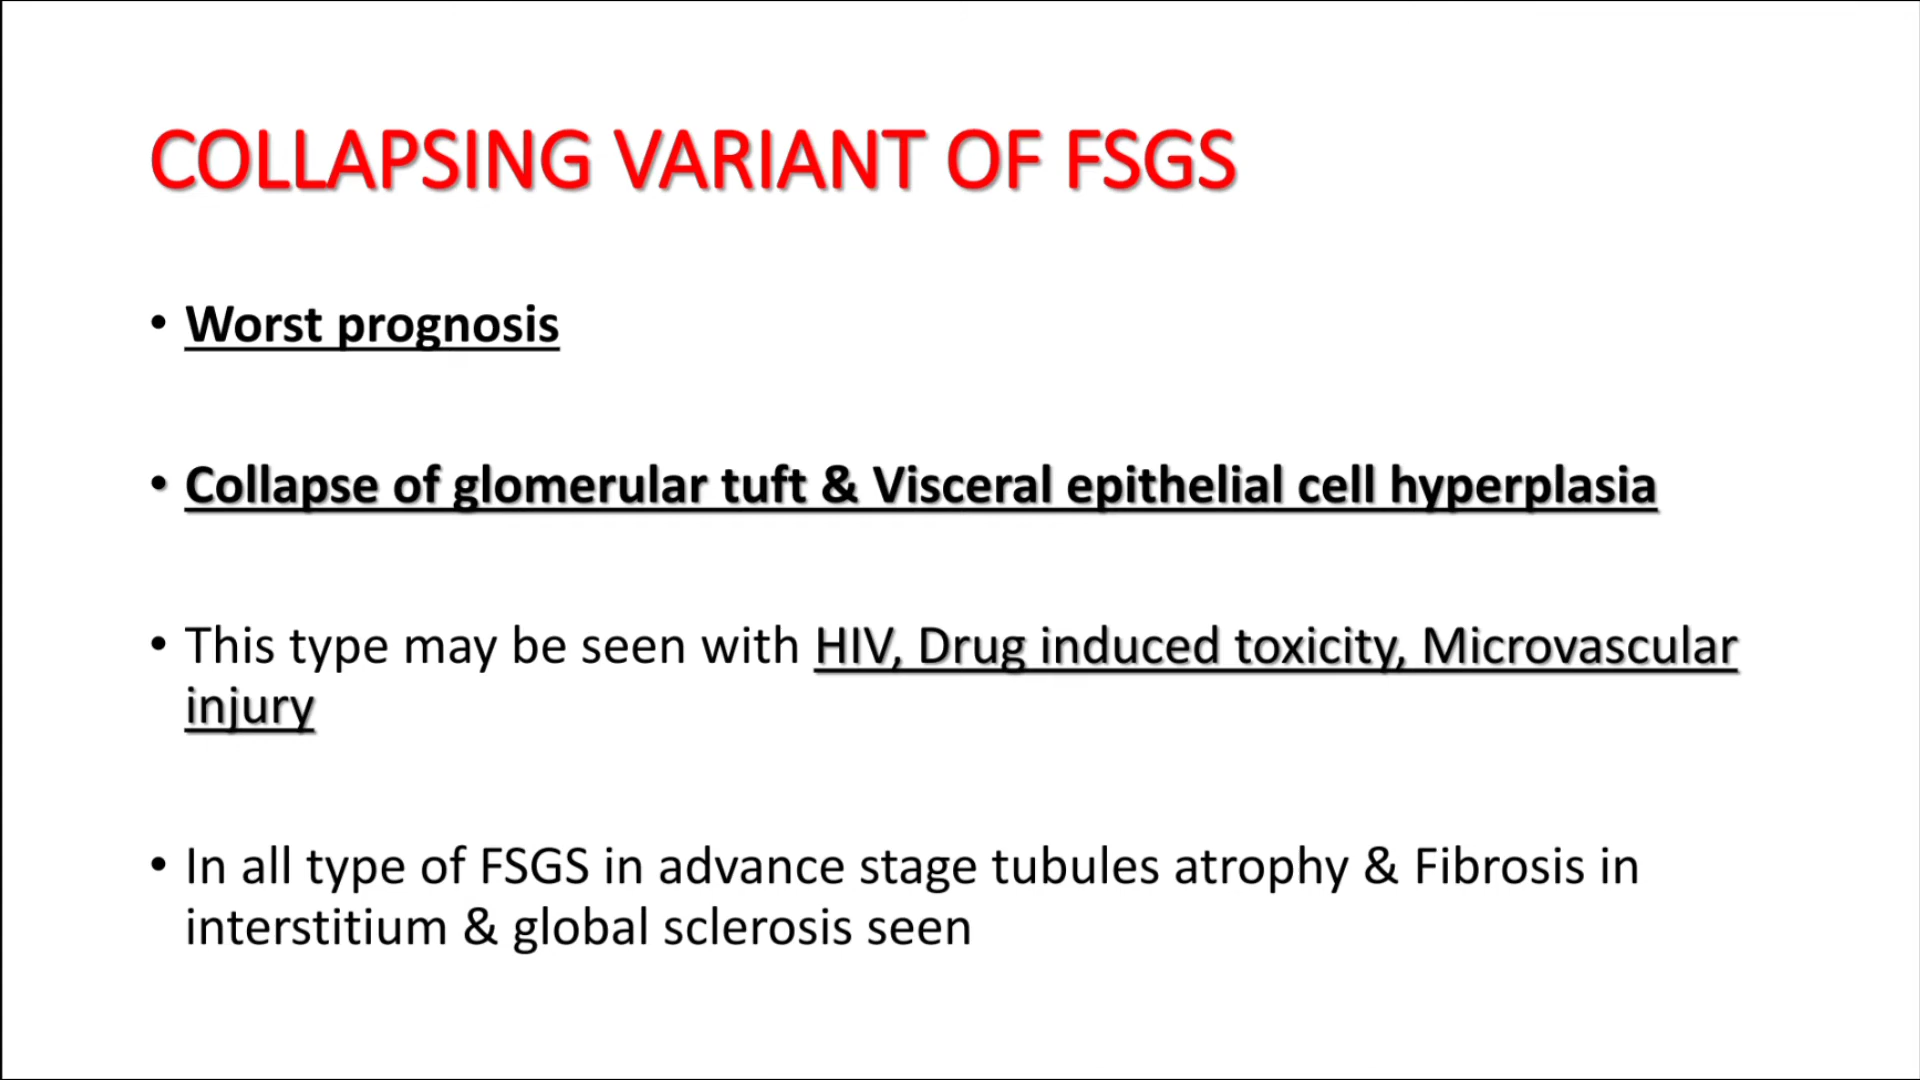 COLLAPSING VARIANT OF FSGS
• Worst prognosis
• Collapse of glomerular tuft & Visceral epithelial cell hyperplasia
• This type may be seen with HIV, Drug induced toxicity, Microvascular
injury
• In all type of FSGS in advance stage tubules atrophy & Fibrosis in
interstitium & global sclerosis seen